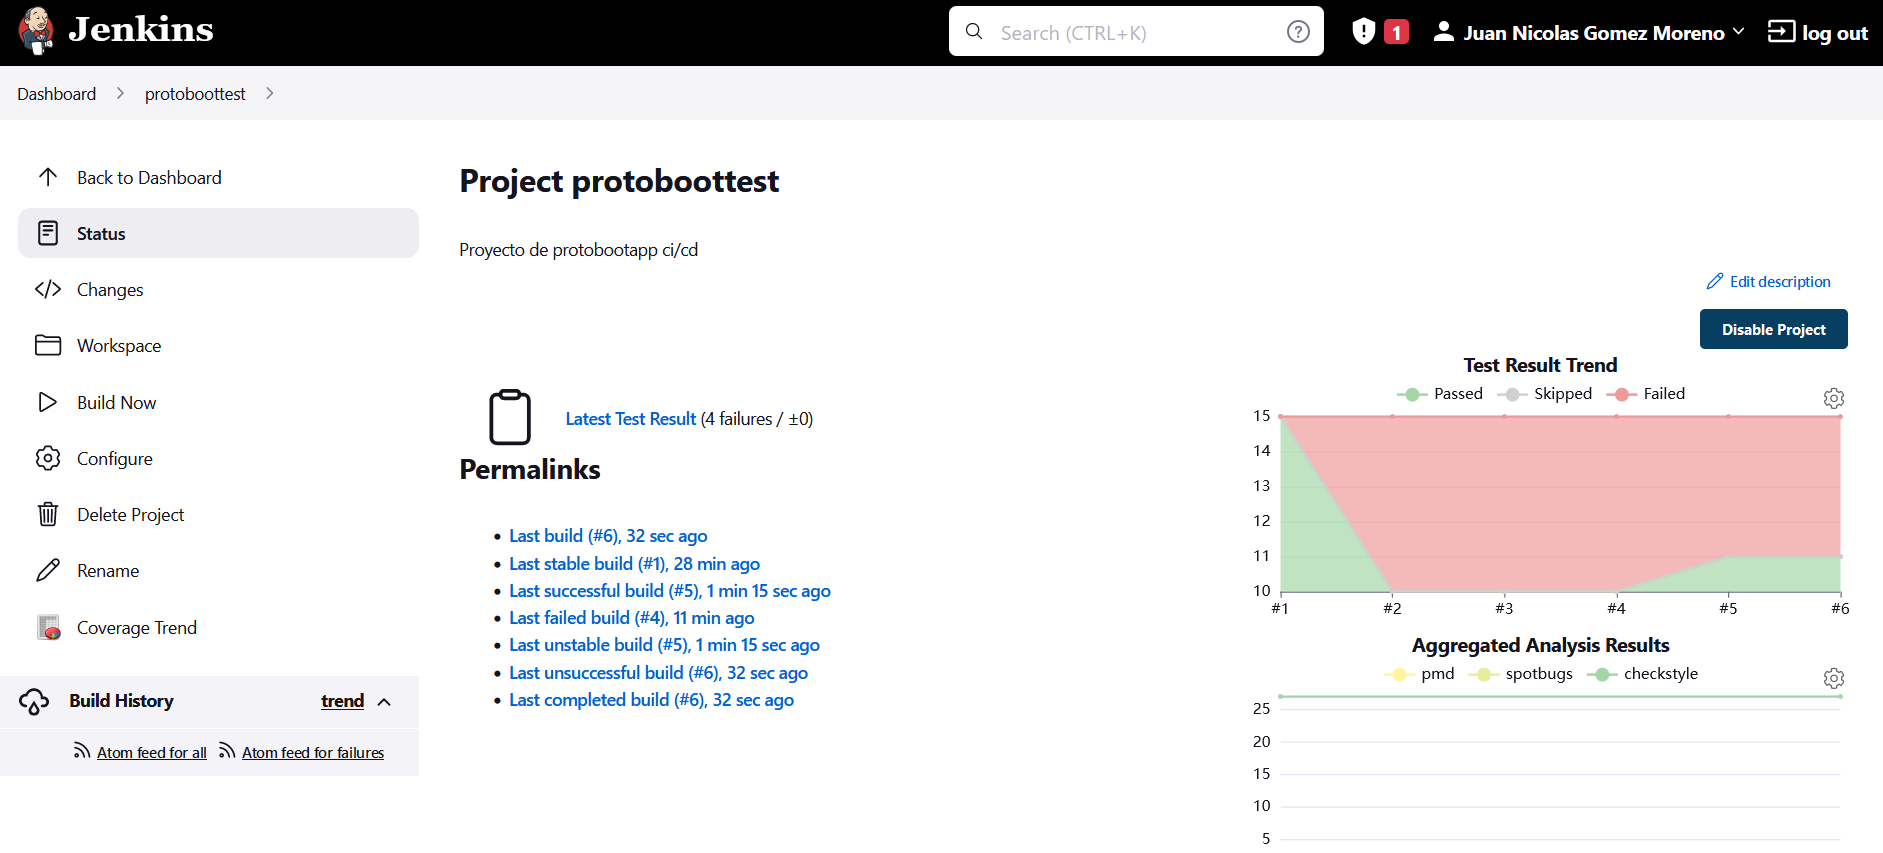 Jenkins
Search (CTRL+K)
1
Juan Nicolas Gomez Moreno
log out
Dashboard
protoboottest
Back to Dashboard
Status
Changes
Workspace
Build Now
Configure
Delete Project
Rename
Coverage Trend
Build History
trend
Atom feed for all
Atom feed for failures
Project protoboottest
Proyecto de protobootapp ci/cd
Edit description
Disable Project
Latest Test Result (4 failures / ±0)
Permalinks
Last build (#6), 32 sec ago
Last stable build (#1), 28 min ago
Last successful build (#5), 1 min 15 sec ago
Last failed build (#4), 11 min ago
Last unstable build (#5), 1 min 15 sec ago
Last unsuccessful build (#6), 32 sec ago
Last completed build (#6), 32 sec ago
Test Result Trend
Passed Skipped Failed
15
14
13
12
11
10
#1 #2 #3 #4 #5 #6
Aggregated Analysis Results
pmd spotbugs checkstyle
25
20
15
10
5